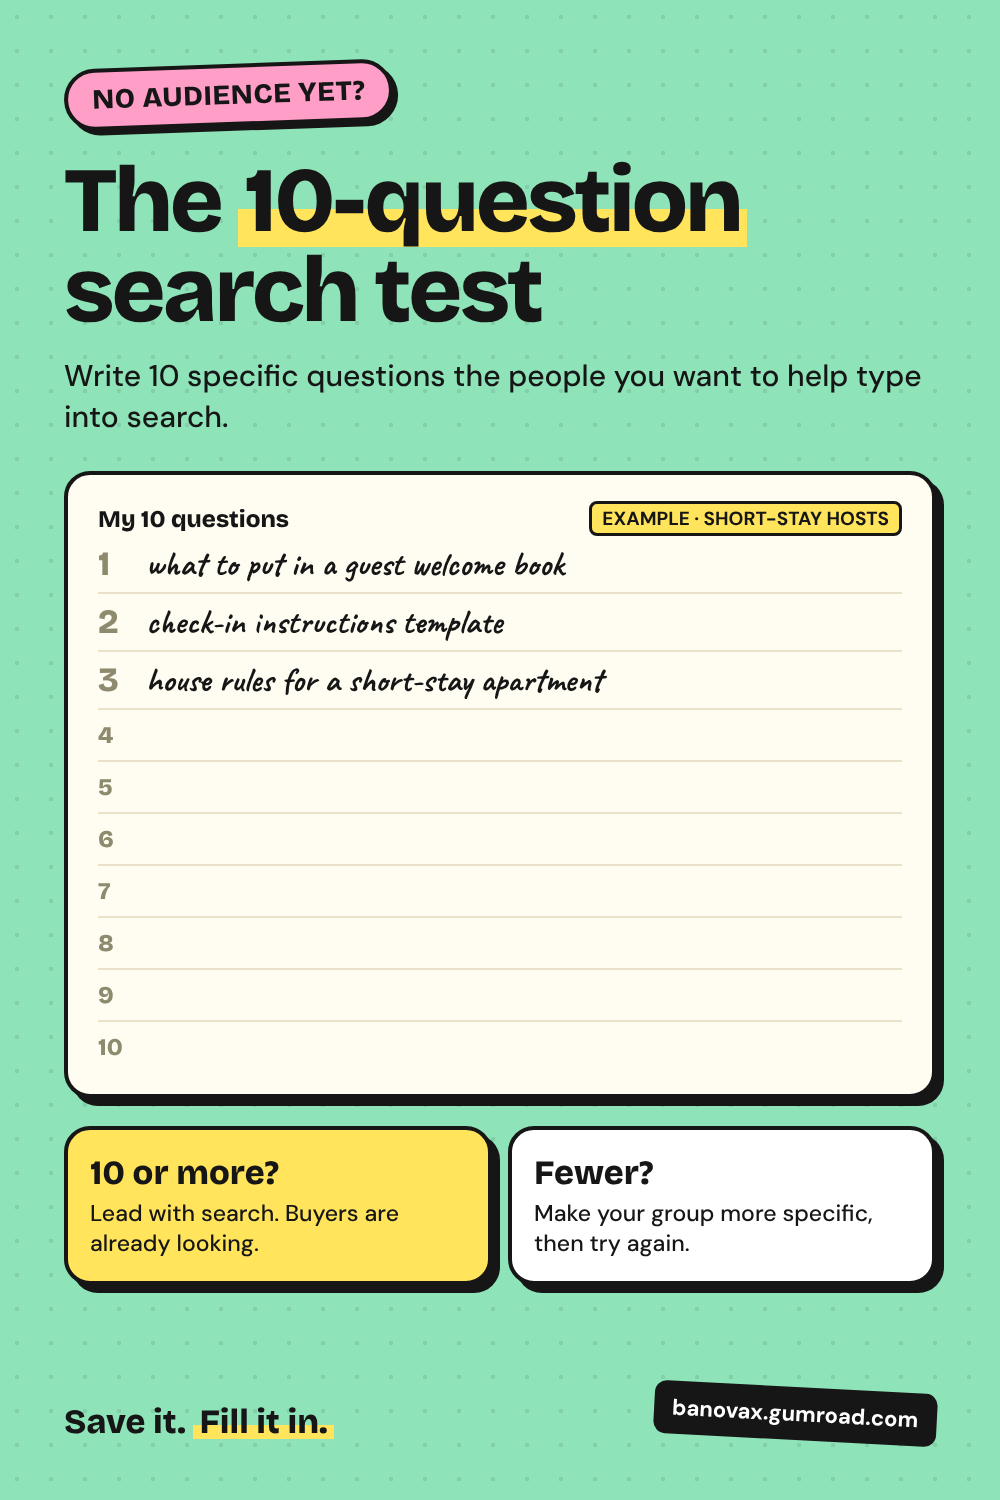 NO AUDIENCE YET?
The 10-question
search test
Write 10 specific questions the people you want to help type
into search.
My 10 questions
EXAMPLE · SHORT-STAY HOSTS
1 what to put in a guest welcome book
2 check-in instructions template
3 house rules for a short-stay apartment
4
5
6
7
8
9
10
10 or more?
Lead with search. Buyers are
already looking.
Fewer?
Make your group more specific,
then try again.
Save it. Fill it in.
banovax.gumroad.com